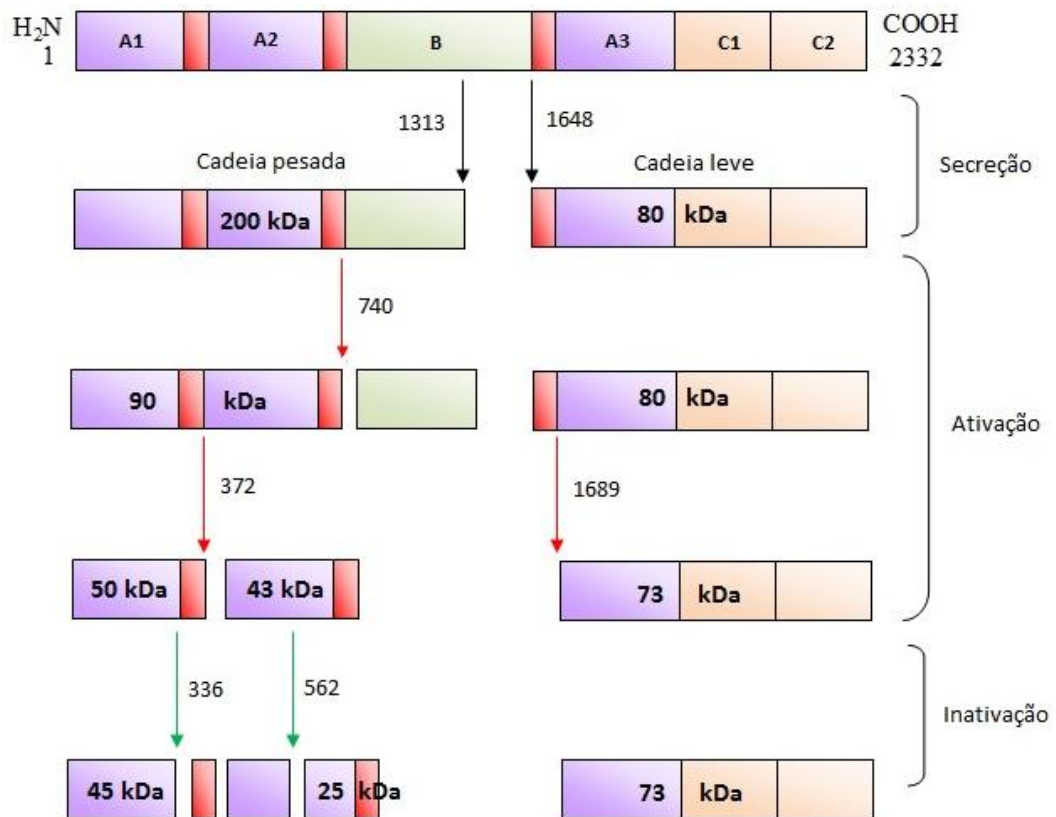 H₂N
1
A1 A2 B A3 C1 C2
COOH
2332
1313 1648
Cadeia pesada Cadeia leve
Secreção
200 kDa 80 kDa
740
90 kDa 80 kDa
Ativação
372 1689
50 kDa 43 kDa 73 kDa
336 562
Inativação
45 kDa 25 kDa 73 kDa